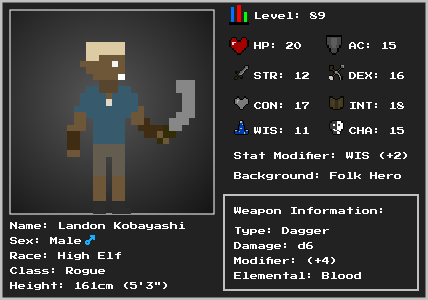 Level: 89
HP: 20 AC: 15
STR: 12 DEX: 16
CON: 17 INT: 18
WIS: 11 CHA: 15
Stat Modifier: WIS (+2)
Background: Folk Hero
Name: Landon Kobayashi
Sex: Male ♂
Race: High Elf
Class: Rogue
Height: 161cm (5'3")
Weapon Information:
Type: Dagger
Damage: d6
Modifier: (+4)
Elemental: Blood